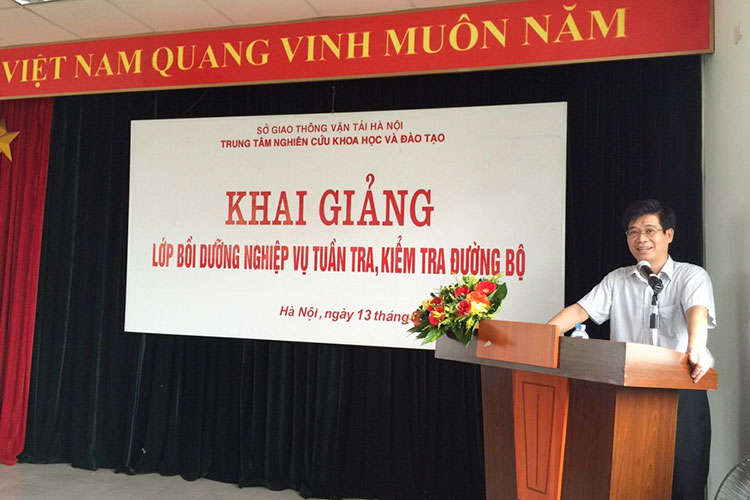 VIỆT NAM QUANG VINH MUÔN NĂM
SỞ GIAO THÔNG VẬN TẢI HÀ NỘI
TRUNG TÂM NGHIÊN CỨU KHOA HỌC VÀ ĐÀO TẠO
KHAI GIẢNG
LỚP BỒI DƯỠNG NGHIỆP VỤ TUẦN TRA, KIỂM TRA ĐƯỜNG BỘ
Hà Nội, ngày 13 tháng